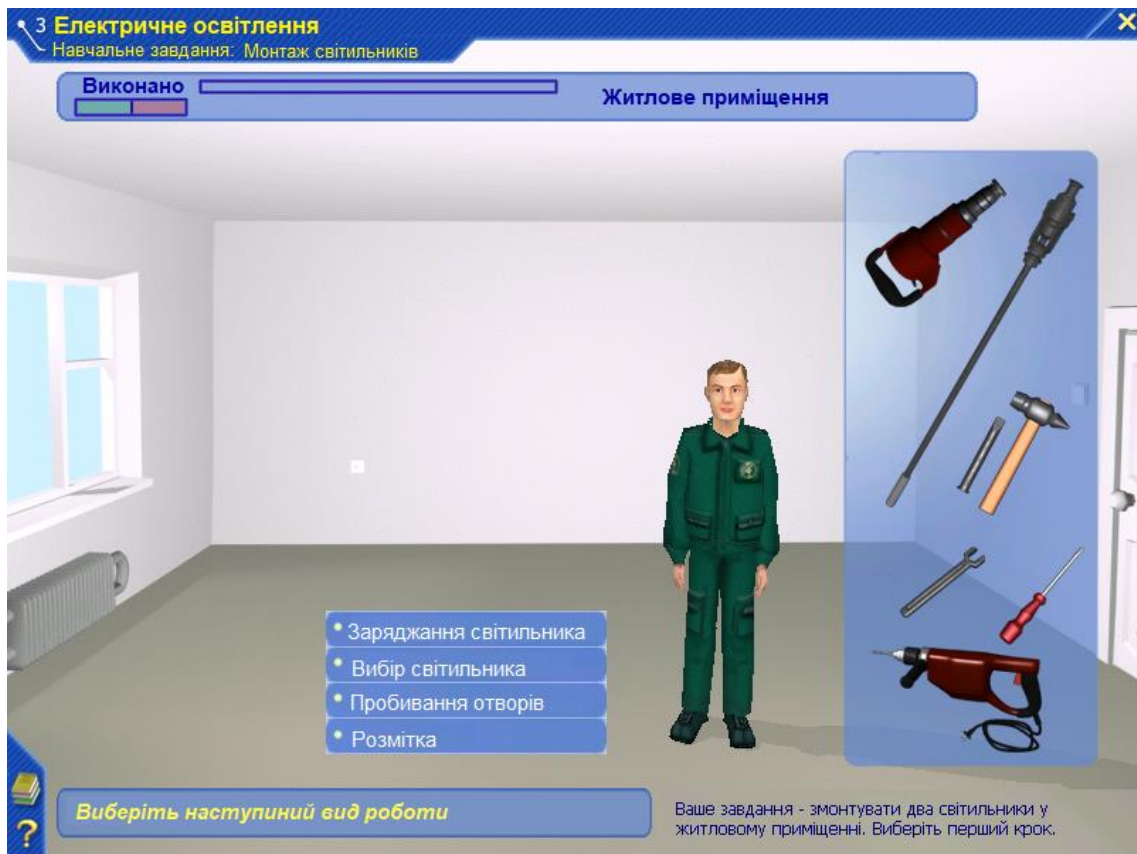 3 Електричне освітлення
Навчальне завдання: Монтаж світильників
Виконано
Житлове приміщення
Заряджання світильника
Вибір світильника
Пробивання отворів
Розмітка
Виберіть наступиний вид роботи
Ваше завдання - змонтувати два світильники у
житловому приміщенні. Виберіть перший крок.
?